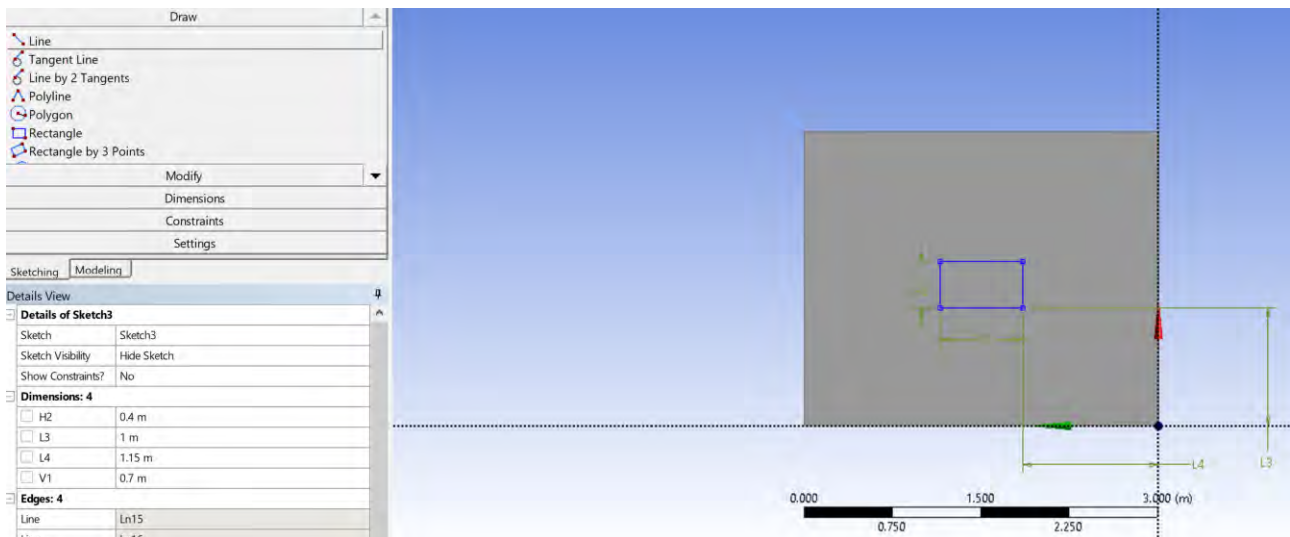 Draw
Line
Tangent Line
Line by 2 Tangents
Polyline
Polygon
Rectangle
Rectangle by 3 Points
Modify
Dimensions
Constraints
Settings
Sketching Modeling
Details View
Details of Sketch3
Sketch Sketch3
Sketch Visibility Hide Sketch
Show Constraints? No
Dimensions: 4
H2 0.4 m
L3 1 m
L4 1.15 m
V1 0.7 m
Edges: 4
Line Ln15
L4
L3
0.000 1.500 3.000 (m)
0.750 2.250